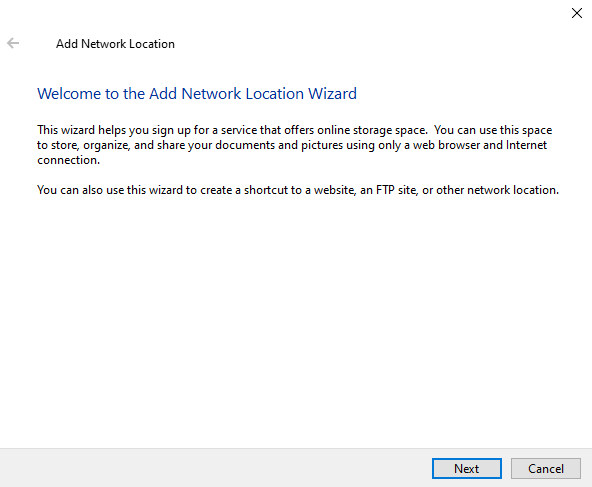 Add Network Location
Welcome to the Add Network Location Wizard
This wizard helps you sign up for a service that offers online storage space.  You can use this space
to store, organize, and share your documents and pictures using only a web browser and Internet
connection.
You can also use this wizard to create a shortcut to a website, an FTP site, or other network location.
Next
Cancel